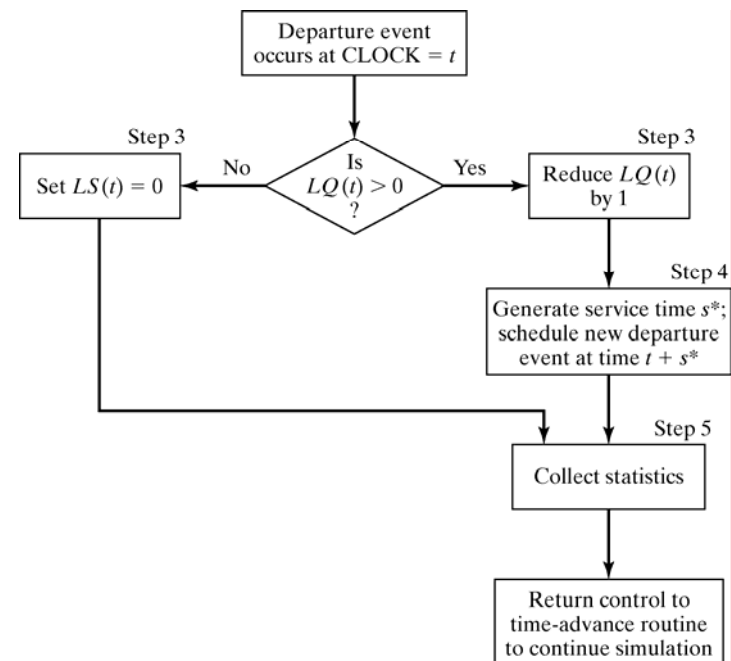 Departure event
occurs at CLOCK = t
Step 3
Set LS(t) = 0
No
Is
LQ(t) > 0
?
Yes
Step 3
Reduce LQ(t)
by 1
Step 4
Generate service time s*;
schedule new departure
event at time t + s*
Step 5
Collect statistics
Return control to
time-advance routine
to continue simulation